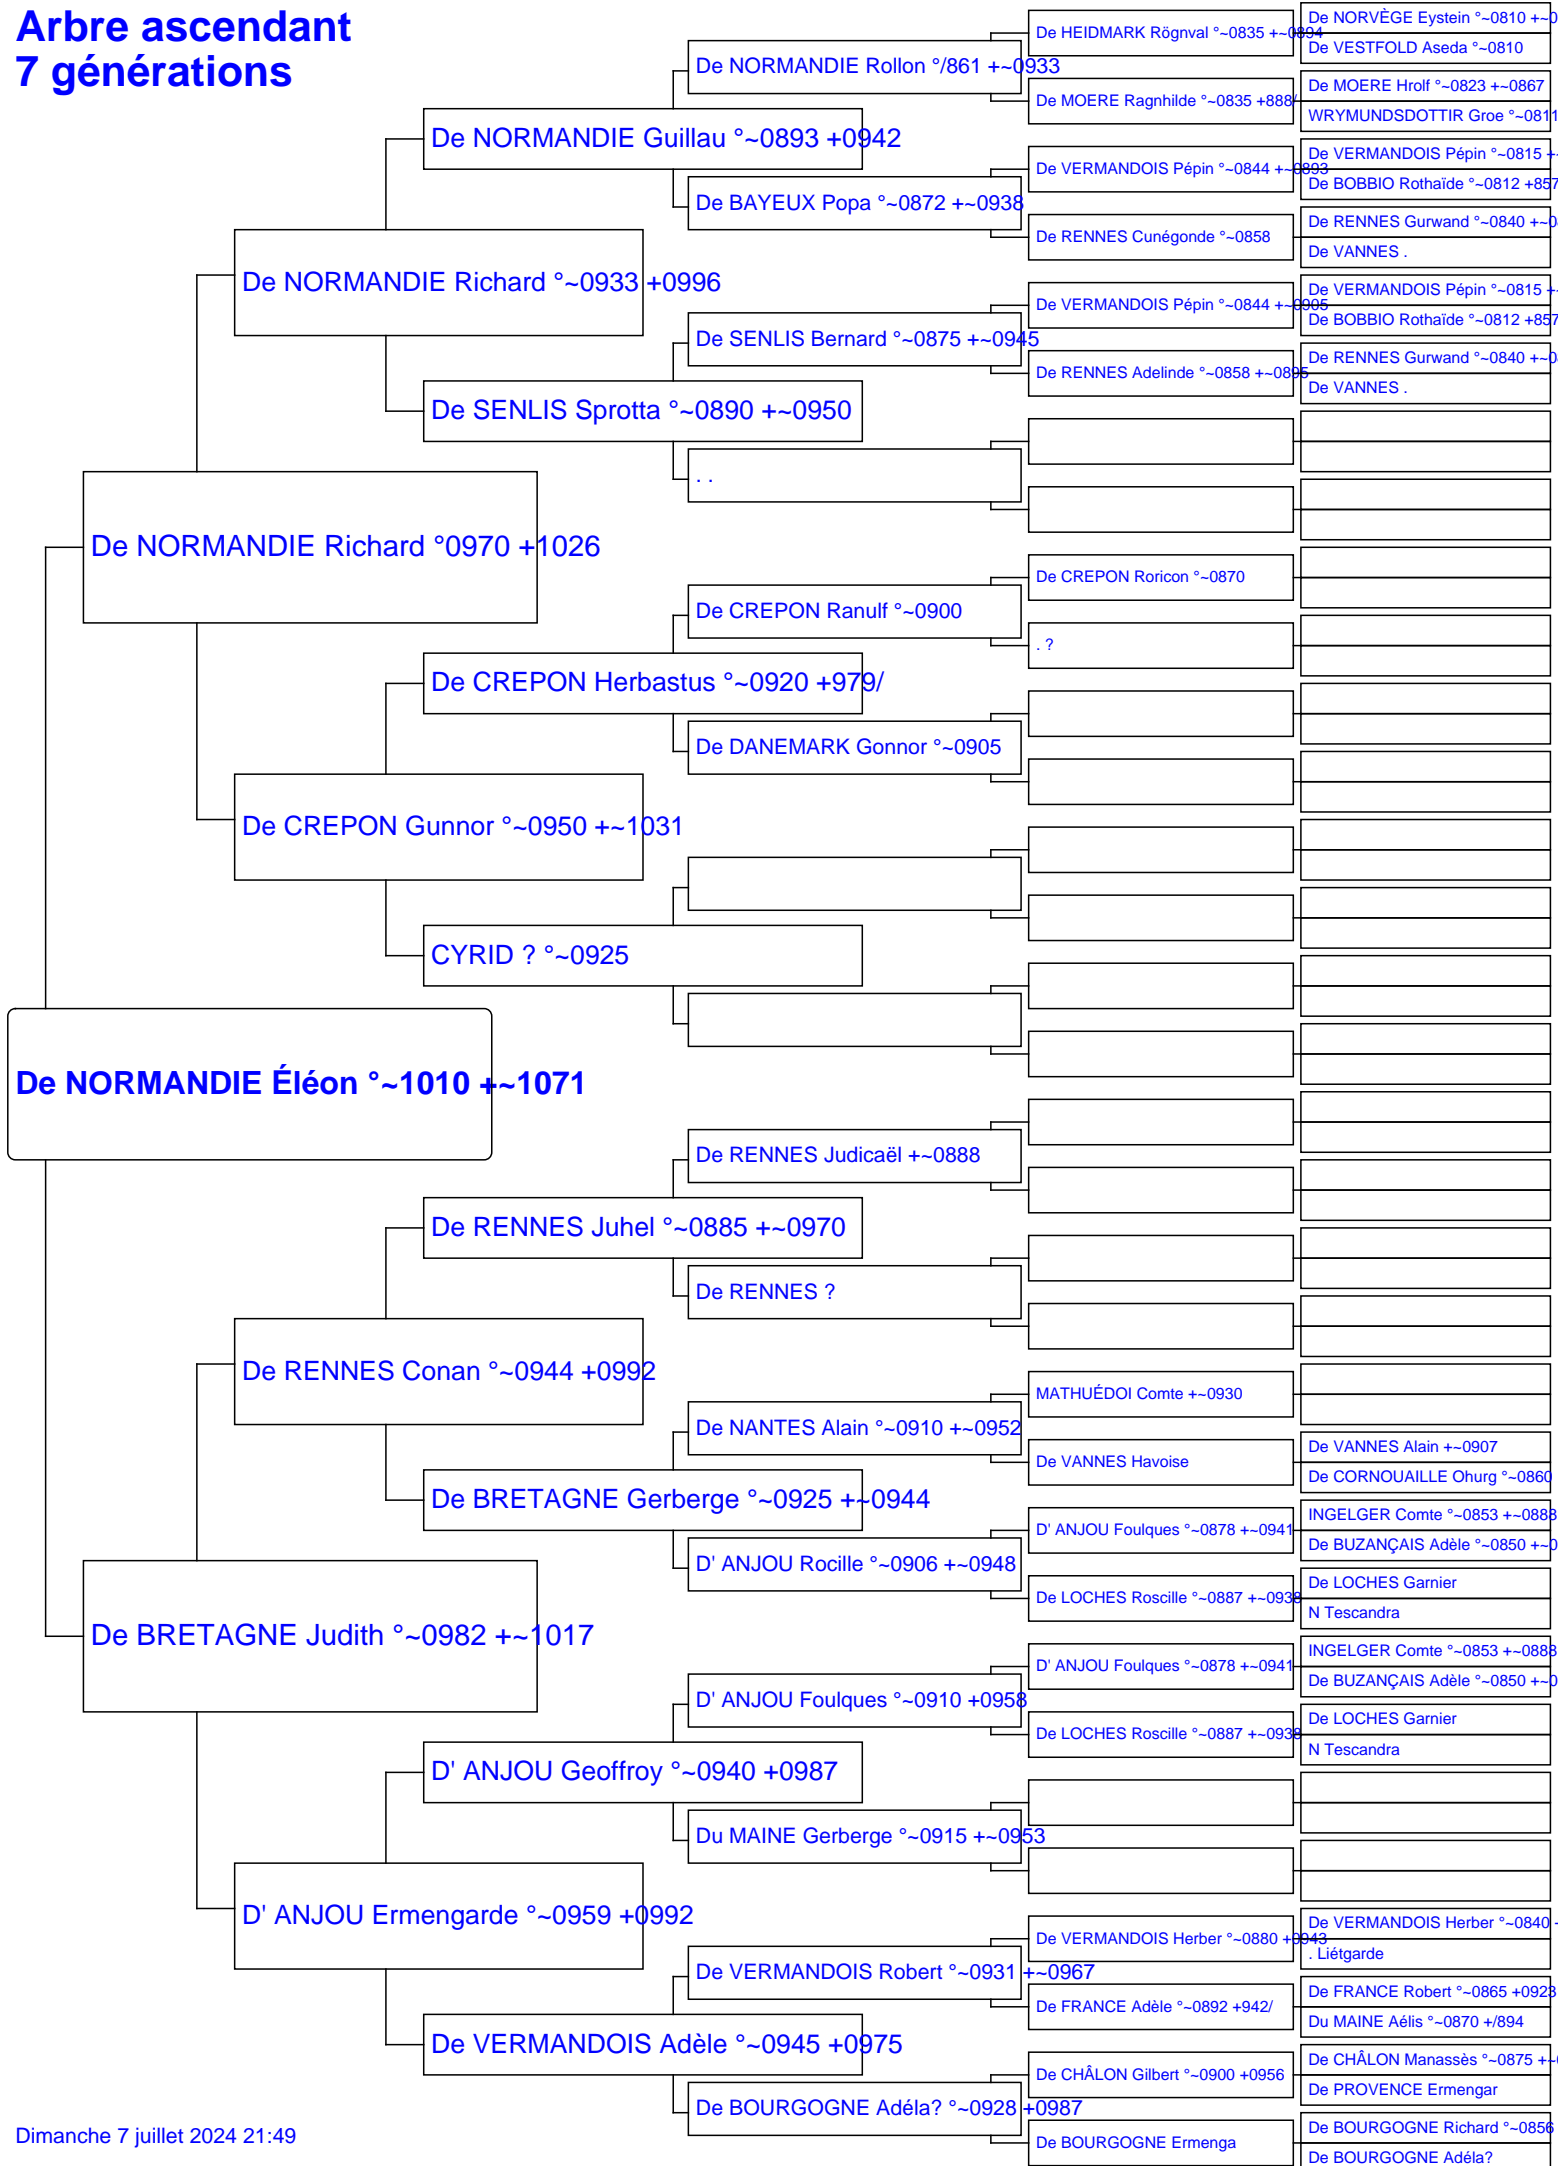 Arbre ascendant
7 générations
De NORMANDIE Éléon °~1010 +~1071
De NORMANDIE Richard °0970 +1026
De BRETAGNE Judith °~0982 +~1017
De NORMANDIE Richard °~0933 +0996
De CREPON Gunnor °~0950 +~1031
De RENNES Conan °~0944 +0992
D' ANJOU Ermengarde °~0959 +0992
De NORMANDIE Guillau °~0893 +0942
De SENLIS Sprotta °~0890 +~0950
De CREPON Herbastus °~0920 +979/
CYRID ? °~0925
De RENNES Juhel °~0885 +~0970
De BRETAGNE Gerberge °~0925 +~0944
D' ANJOU Geoffroy °~0940 +0987
De VERMANDOIS Adèle °~0945 +0975
De NORMANDIE Rollon °/861 +~0933
De BAYEUX Popa °~0872 +~0938
De SENLIS Bernard °~0875 +~0945
. .
De CREPON Ranulf °~0900
De DANEMARK Gonnor °~0905
De RENNES Judicaël +~0888
De RENNES ?
De NANTES Alain °~0910 +~0952
D' ANJOU Rocille °~0906 +~0948
D' ANJOU Foulques °~0910 +0958
Du MAINE Gerberge °~0915 +~0953
De VERMANDOIS Robert °~0931 +~0967
De BOURGOGNE Adéla? °~0928 +0987
De HEIDMARK Rögnval °~0835 +~0894
De MOERE Ragnhilde °~0835 +888/
De VERMANDOIS Pépin °~0844 +~0893
De RENNES Cunégonde °~0858
De VERMANDOIS Pépin °~0844 +~0905
De RENNES Adelinde °~0858 +~0895
De CREPON Roricon °~0870
. ?
MATHUÉDOI Comte +~0930
De VANNES Havoise
D' ANJOU Foulques °~0878 +~0941
De LOCHES Roscille °~0887 +~0938
D' ANJOU Foulques °~0878 +~0941
De LOCHES Roscille °~0887 +~0938
De VERMANDOIS Herber °~0880 +0943
De FRANCE Adèle °~0892 +942/
De CHÂLON Gilbert °~0900 +0956
De BOURGOGNE Ermenga
De NORVÈGE Eystein °~0810 +~0
De VESTFOLD Aseda °~0810
De MOERE Hrolf °~0823 +~0867
WRYMUNDSDOTTIR Groe °~0811
De VERMANDOIS Pépin °~0815 +~
De BOBBIO Rothaïde °~0812 +857
De RENNES Gurwand °~0840 +~0
De VANNES .
De VERMANDOIS Pépin °~0815 +~
De BOBBIO Rothaïde °~0812 +857
De RENNES Gurwand °~0840 +~0
De VANNES .
De VANNES Alain +~0907
De CORNOUAILLE Ohurg °~0860
INGELGER Comte °~0853 +~0888
De BUZANÇAIS Adèle °~0850 +~0
De LOCHES Garnier
N Tescandra
INGELGER Comte °~0853 +~0888
De BUZANÇAIS Adèle °~0850 +~0
De LOCHES Garnier
N Tescandra
De VERMANDOIS Herber °~0840 +
. Liétgarde
De FRANCE Robert °~0865 +0923
Du MAINE Aélis °~0870 +/894
De CHÂLON Manassès °~0875 +~
De PROVENCE Ermengar
De BOURGOGNE Richard °~0856
De BOURGOGNE Adéla?
Dimanche 7 juillet 2024 21:49